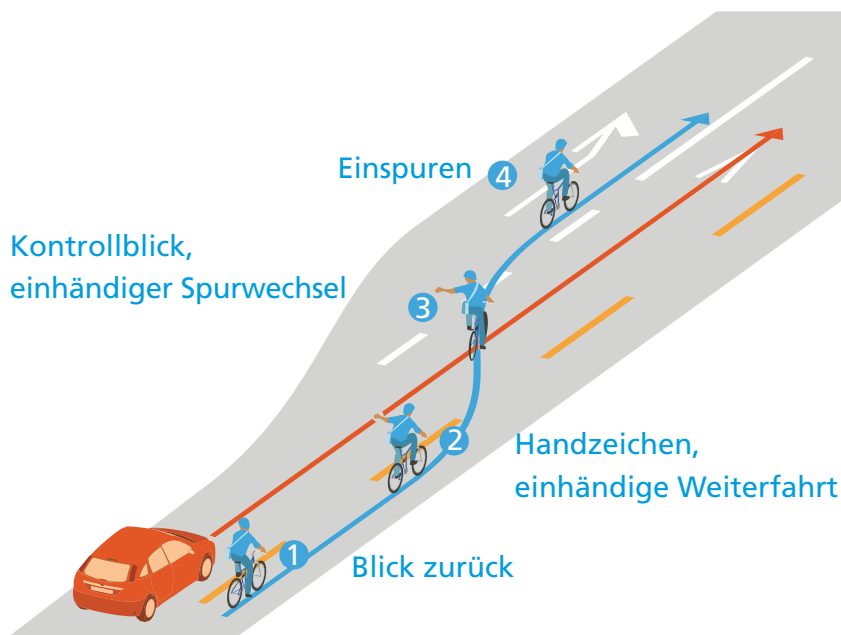 Einspuren 4
Kontrollblick,
einhändiger Spurwechsel
3
2
Handzeichen,
einhändige Weiterfahrt
1
Blick zurück